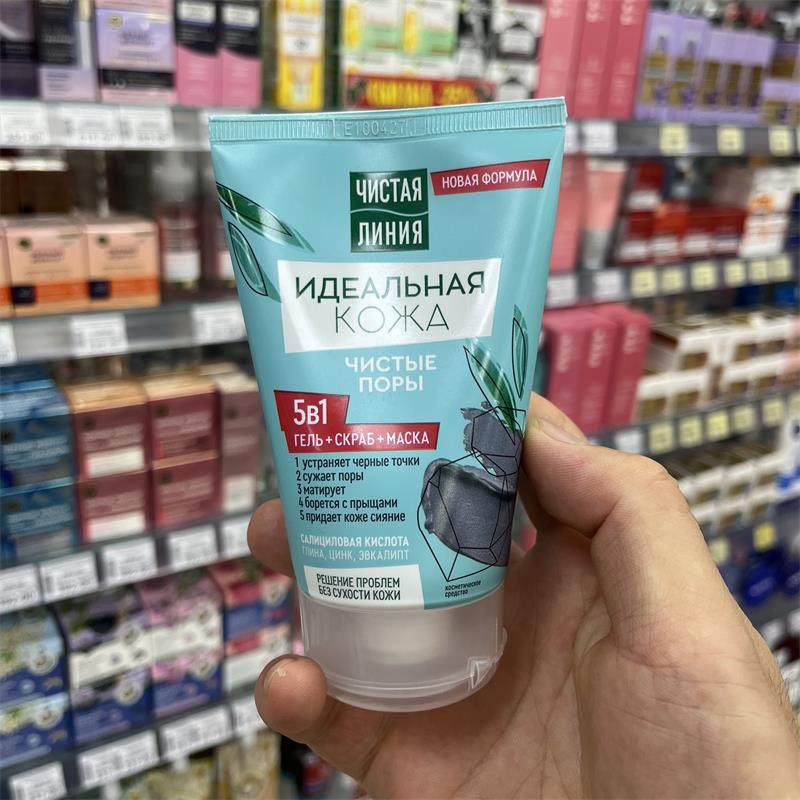 E100427
ЧИСТАЯ
ЛИНИЯ
НОВАЯ ФОРМУЛА
ИДЕАЛЬНАЯ
КОЖА
ЧИСТЫЕ
ПОРЫ
5В1
ГЕЛЬ+СКРАБ+МАСКА
1 устраняет черные точки
2 сужает поры
3 матирует
4 борется с прыщами
5 придает коже сияние
САЛИЦИЛОВАЯ КИСЛОТА
ГЛИНА, ЦИНК, ЭВКАЛИПТ
РЕШЕНИЕ ПРОБЛЕМ
БЕЗ СУХОСТИ КОЖИ
косметическое
средство